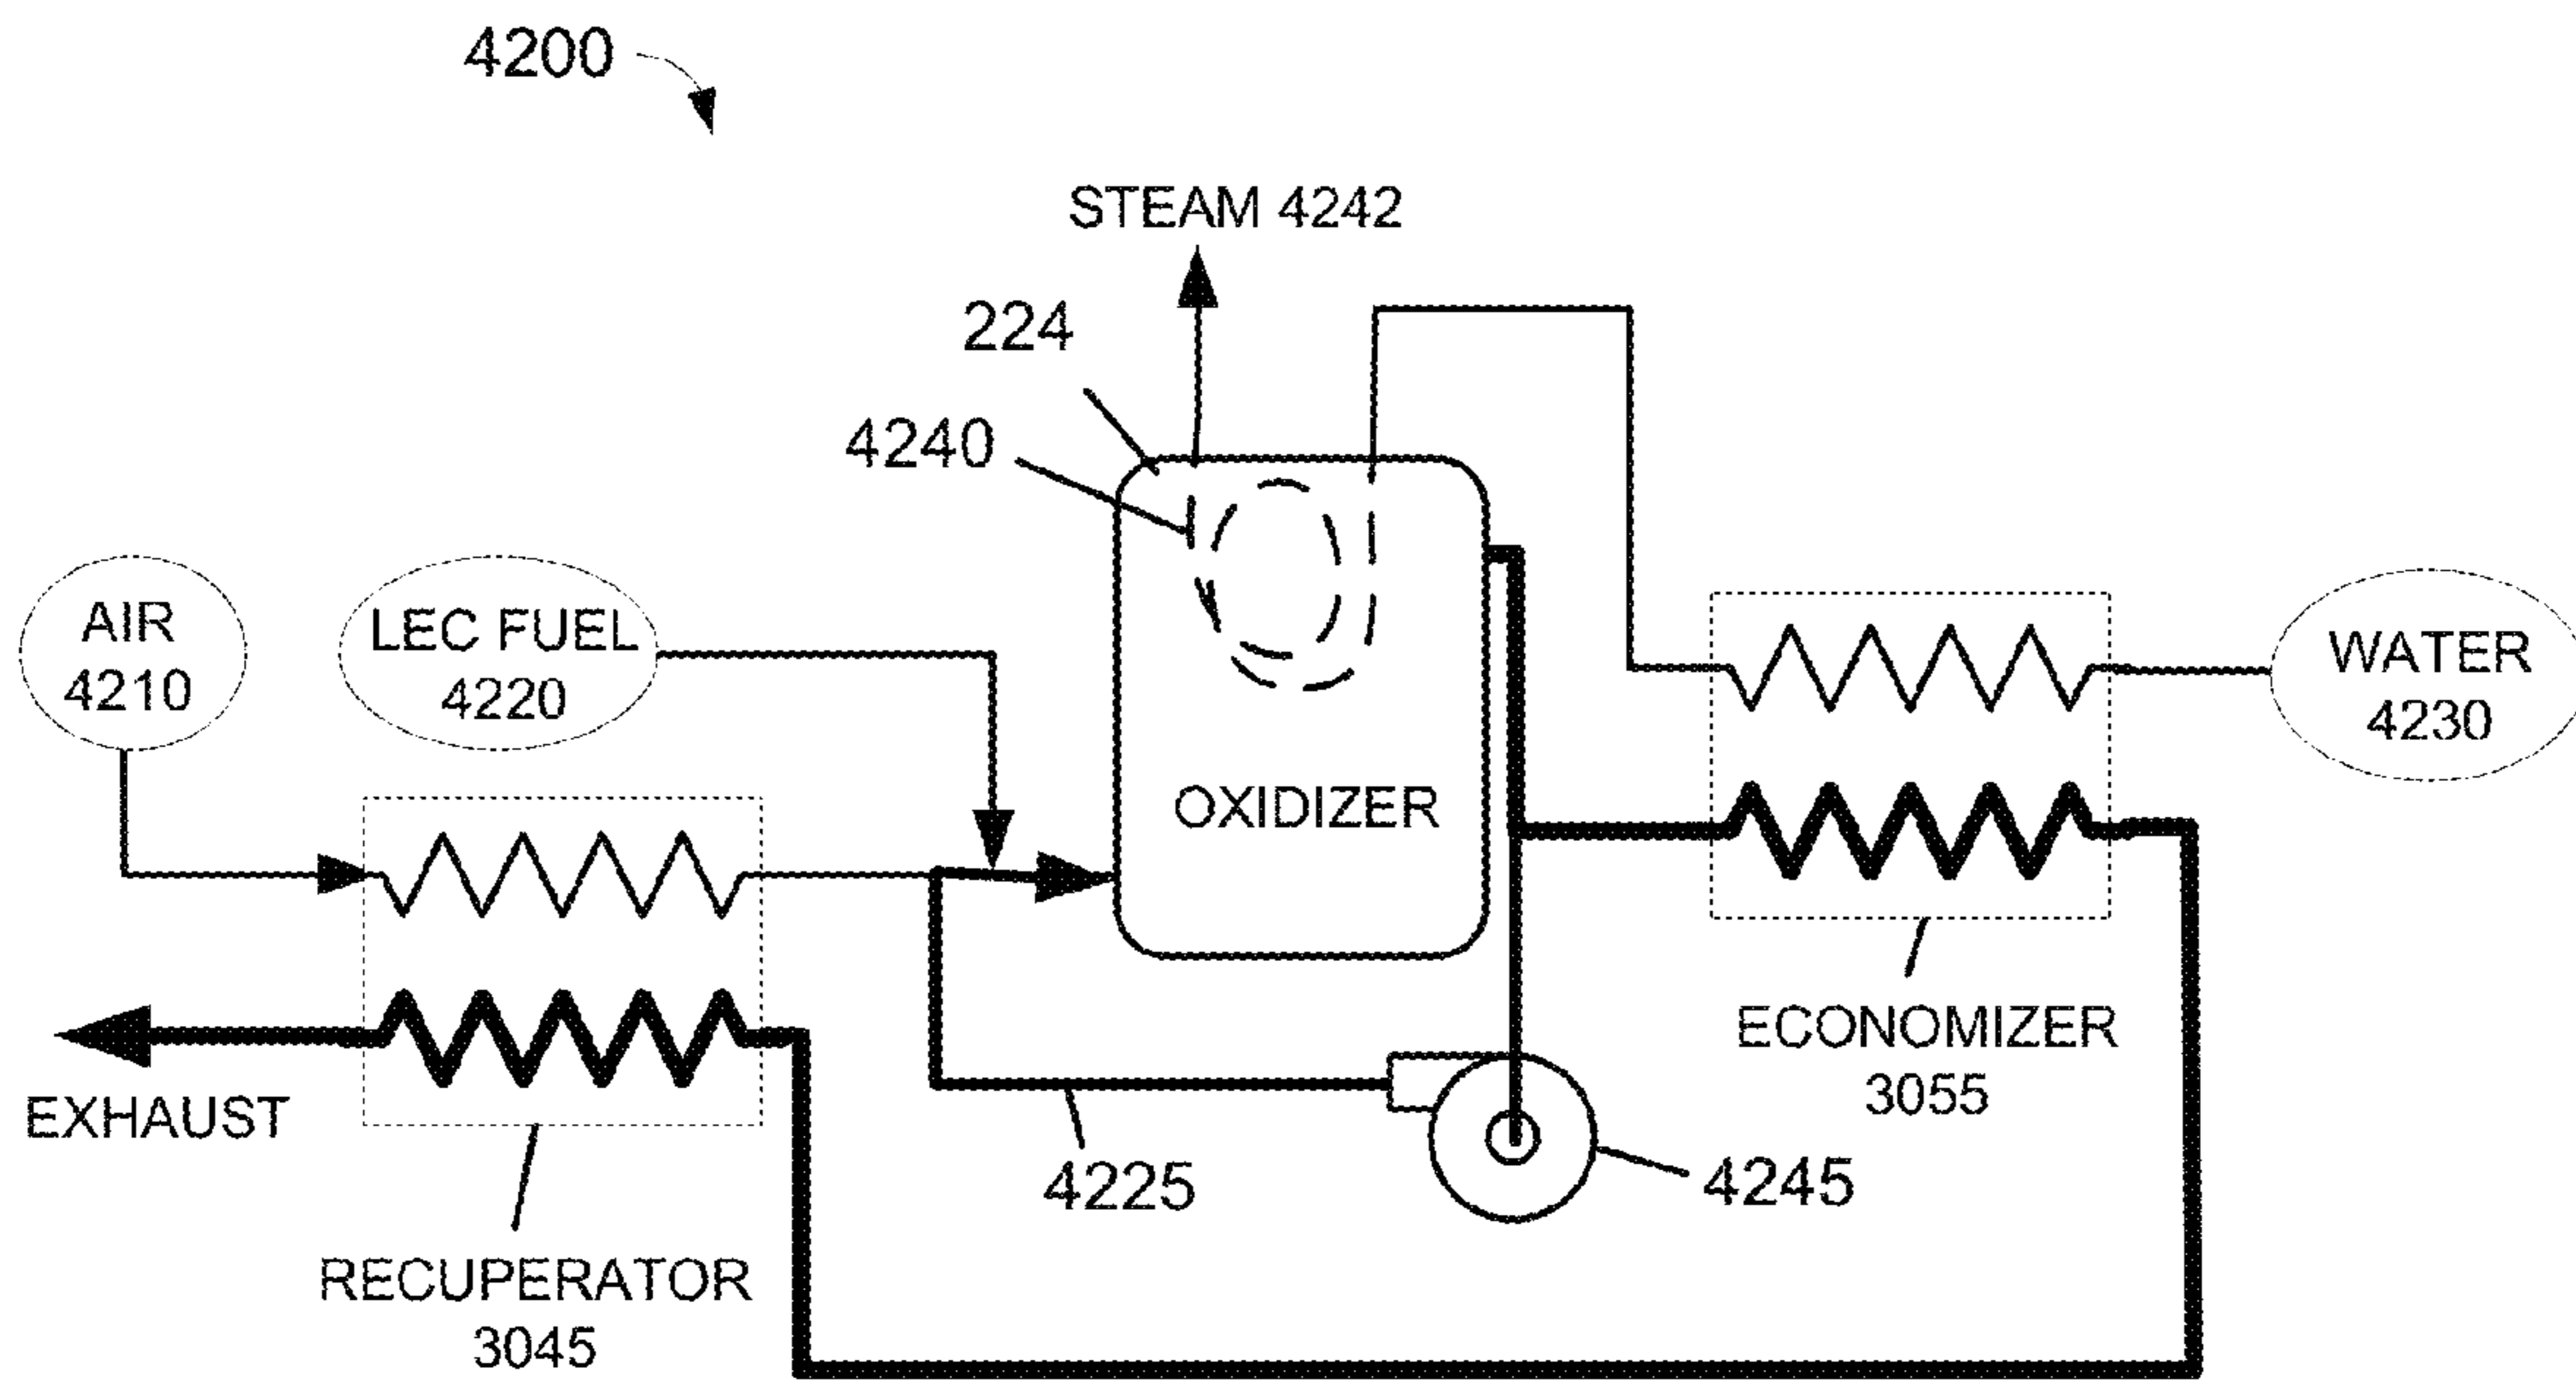 4200
STEAM 4242
224
4240
AIR
4210
LEC FUEL
4220
WATER
4230
OXIDIZER
EXHAUST
ECONOMIZER
3055
4225
4245
RECUPERATOR
3045